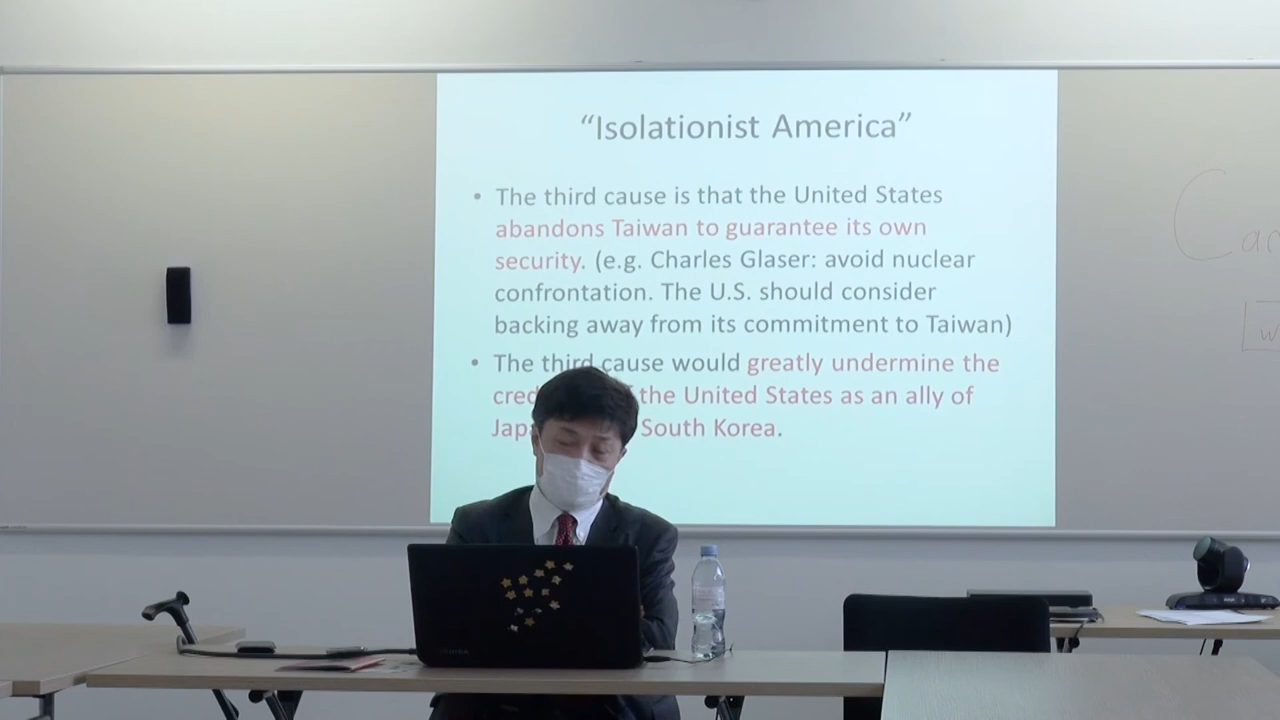 “Isolationist America”
• The third cause is that the United States
abandons Taiwan to guarantee its own
security. (e.g. Charles Glaser: avoid nuclear
confrontation. The U.S. should consider
backing away from its commitment to Taiwan)
• The third cause would greatly undermine the
the United States as an ally of
South Korea.